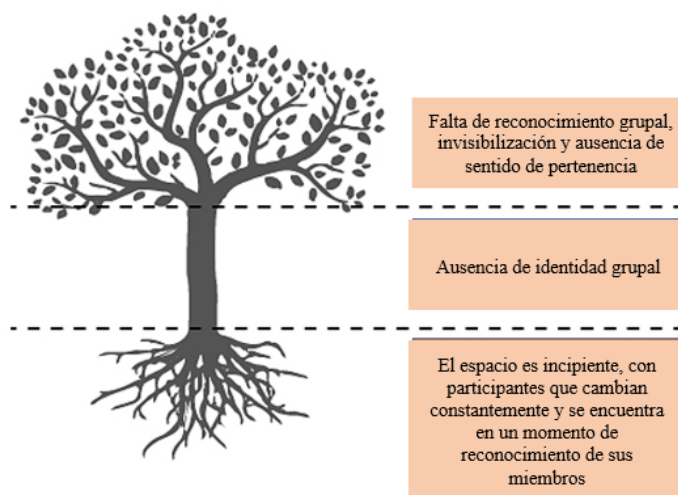 Falta de reconocimiento grupal,
invisibilización y ausencia de
sentido de pertenencia
Ausencia de identidad grupal
El espacio es incipiente, con
participantes que cambian
constantemente y se encuentra
en un momento de
reconocimiento de sus
miembros